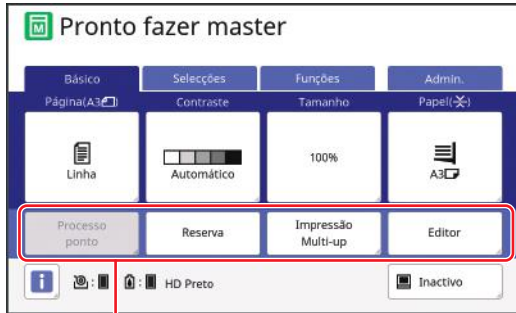 M Pronto fazer master
Básico Selecções Funções Admin.
Página(A3) Contraste Tamanho Papel()
Linha Automático 100% A3
Processo ponto Reserva Impressão Multi-up Editor
i : : HD Preto Inactivo